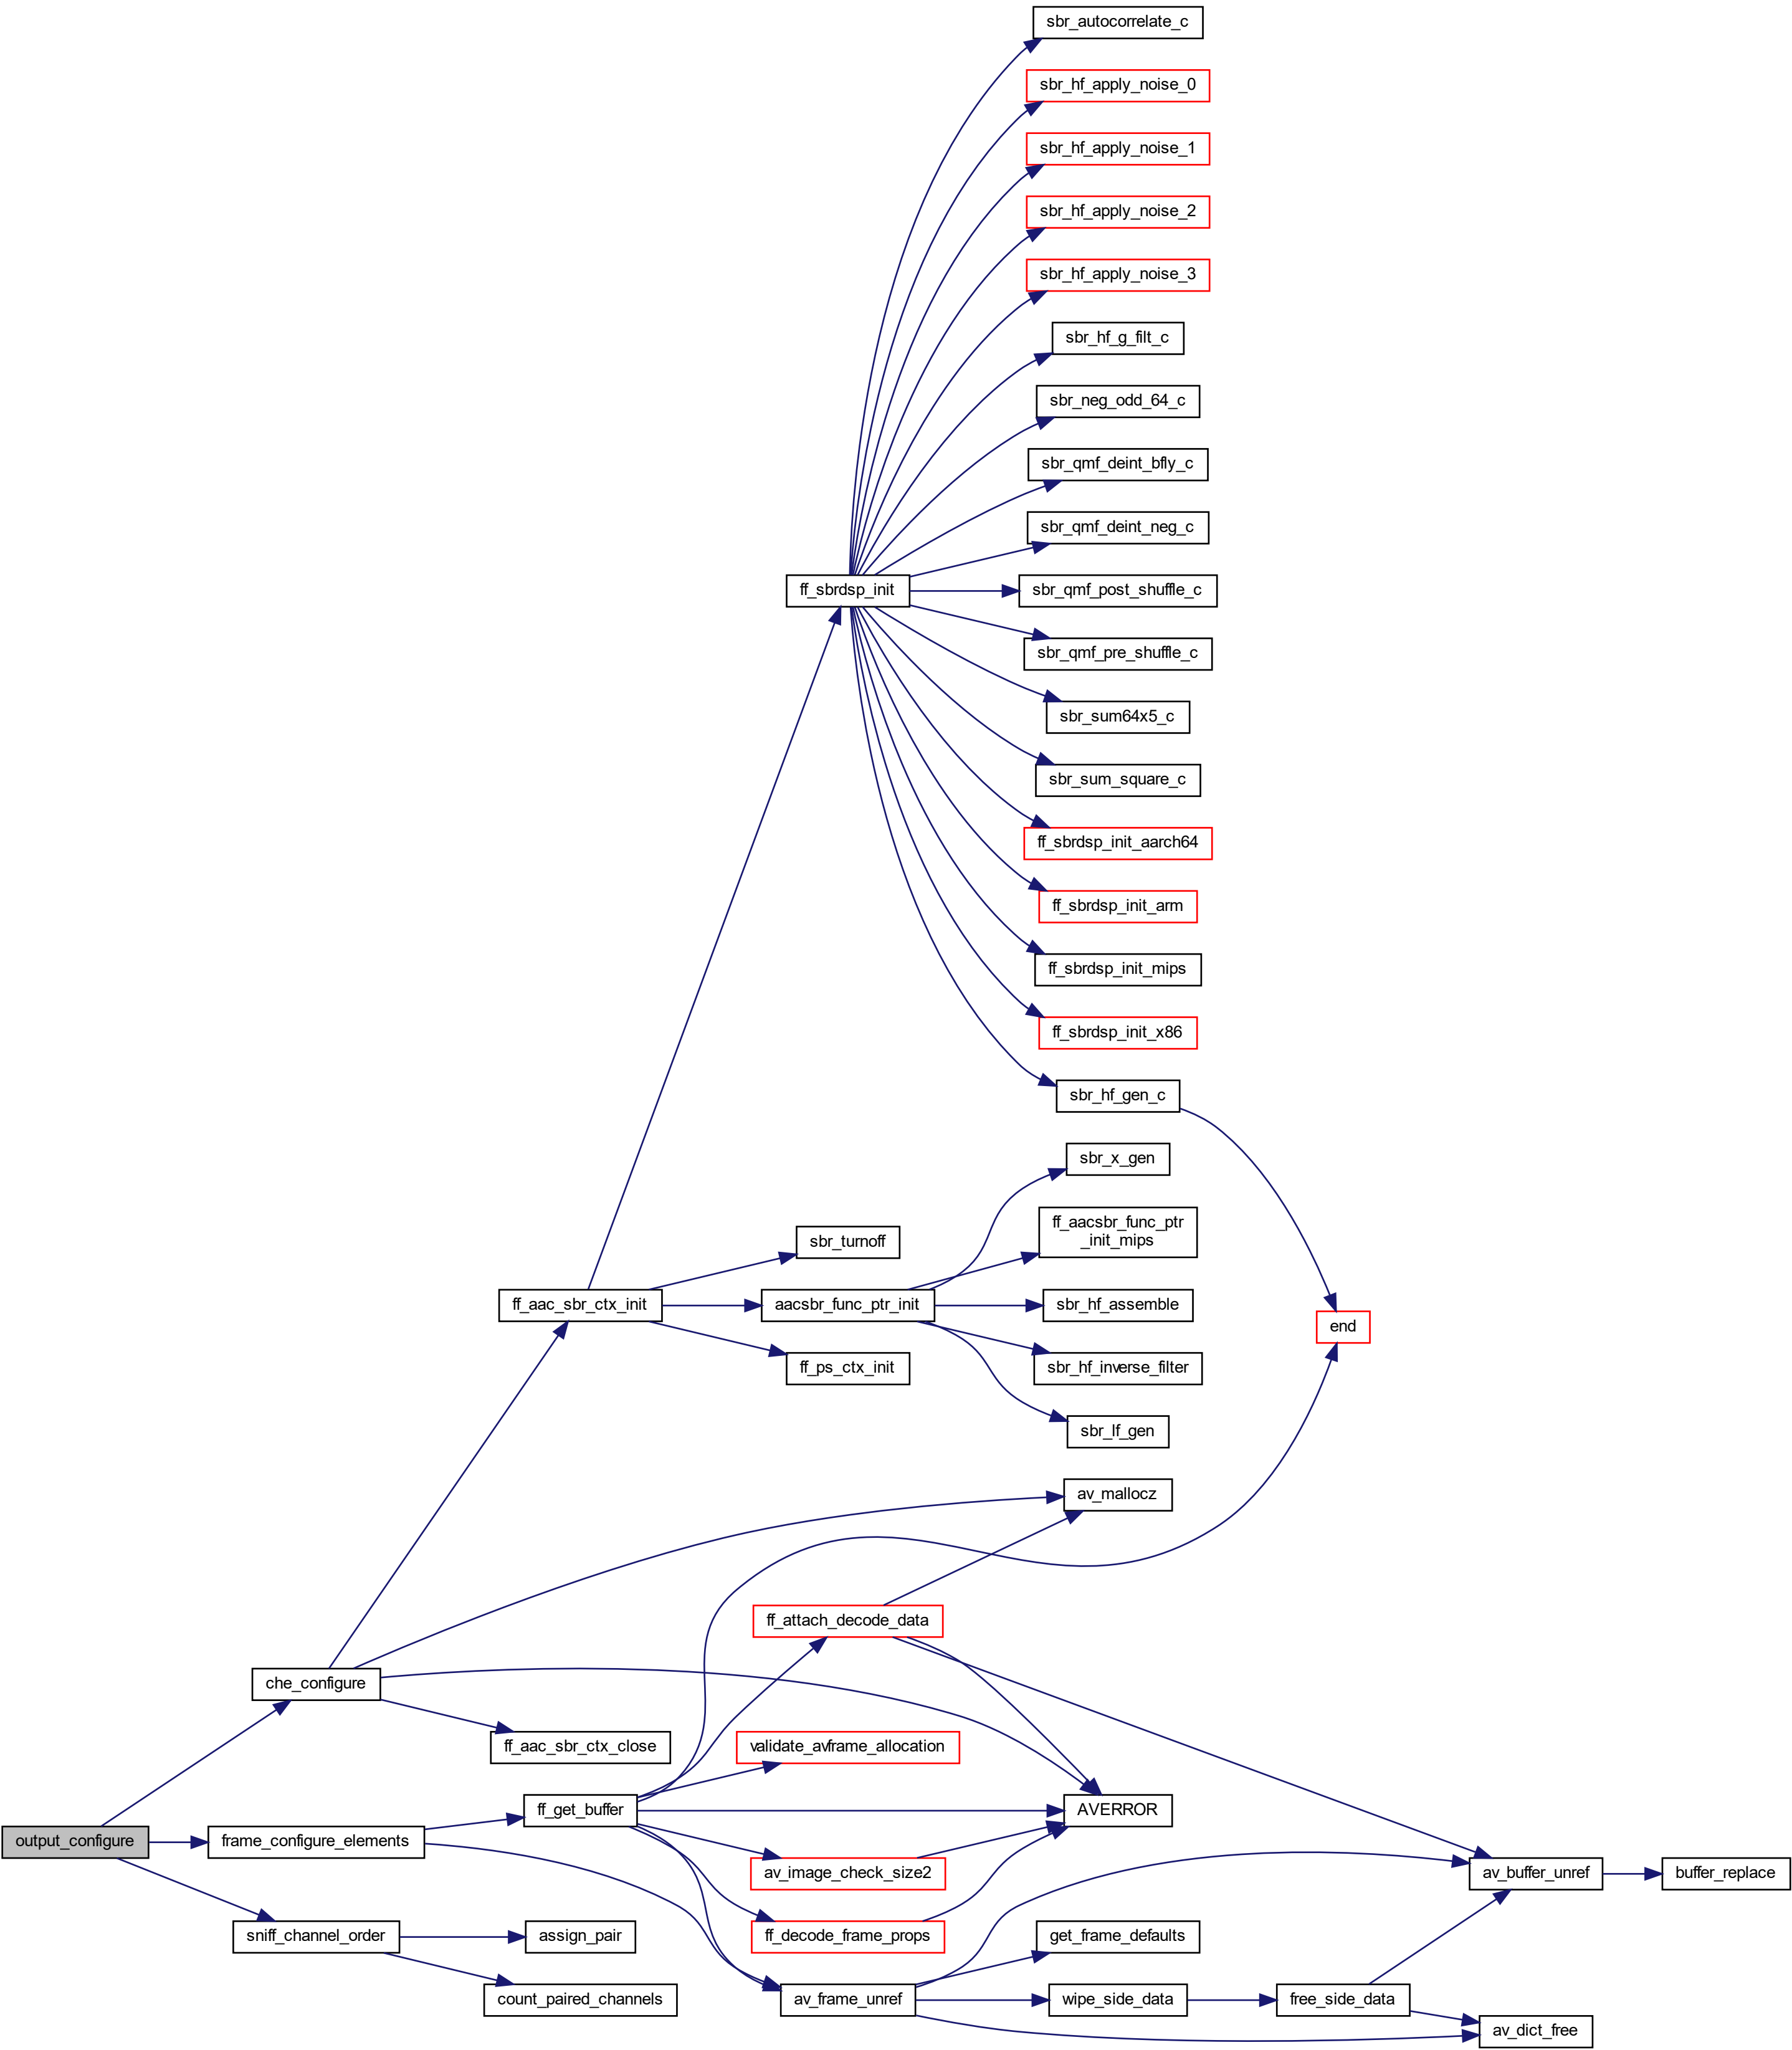 sbr_autocorrelate_c
sbr_hf_apply_noise_0
sbr_hf_apply_noise_1
sbr_hf_apply_noise_2
sbr_hf_apply_noise_3
sbr_hf_g_filt_c
sbr_neg_odd_64_c
sbr_qmf_deint_bfly_c
sbr_qmf_deint_neg_c
ff_sbrdsp_init
sbr_qmf_post_shuffle_c
sbr_qmf_pre_shuffle_c
sbr_sum64x5_c
sbr_sum_square_c
ff_sbrdsp_init_aarch64
ff_sbrdsp_init_arm
ff_sbrdsp_init_mips
ff_sbrdsp_init_x86
sbr_hf_gen_c
sbr_x_gen
ff_aacsbr_func_ptr
_init_mips
sbr_turnoff
ff_aac_sbr_ctx_init
aacsbr_func_ptr_init
sbr_hf_assemble
end
ff_ps_ctx_init
sbr_hf_inverse_filter
sbr_lf_gen
av_mallocz
ff_attach_decode_data
che_configure
ff_aac_sbr_ctx_close
validate_avframe_allocation
ff_get_buffer
AVERROR
output_configure
frame_configure_elements
av_image_check_size2
av_buffer_unref
buffer_replace
sniff_channel_order
assign_pair
ff_decode_frame_props
get_frame_defaults
count_paired_channels
av_frame_unref
wipe_side_data
free_side_data
av_dict_free